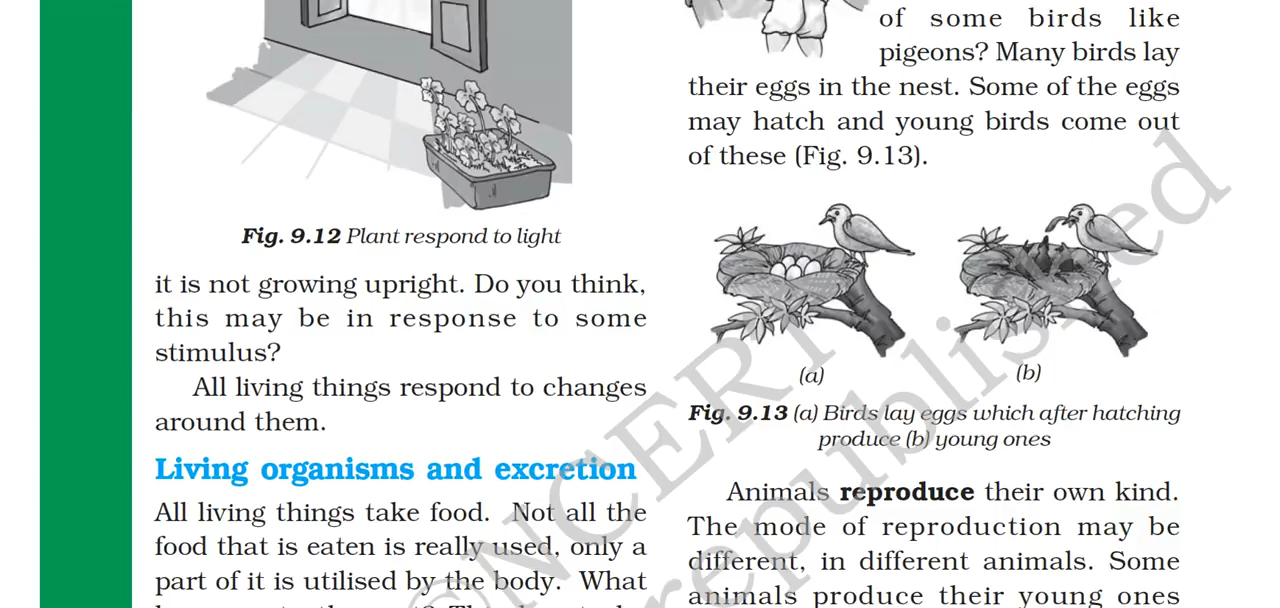 Fig. 9.12 Plant respond to light
it is not growing upright. Do you think,
this may be in response to some
stimulus?
All living things respond to changes
around them.
Living organisms and excretion
All living things take food. Not all the
food that is eaten is really used, only a
part of it is utilised by the body. What
of some birds like
pigeons? Many birds lay
their eggs in the nest. Some of the eggs
may hatch and young birds come out
of these (Fig. 9.13).
(a)
(b)
Fig. 9.13 (a) Birds lay eggs which after hatching
produce (b) young ones
Animals reproduce their own kind.
The mode of reproduction may be
different, in different animals. Some
animals produce their young ones
©NCERT
republished